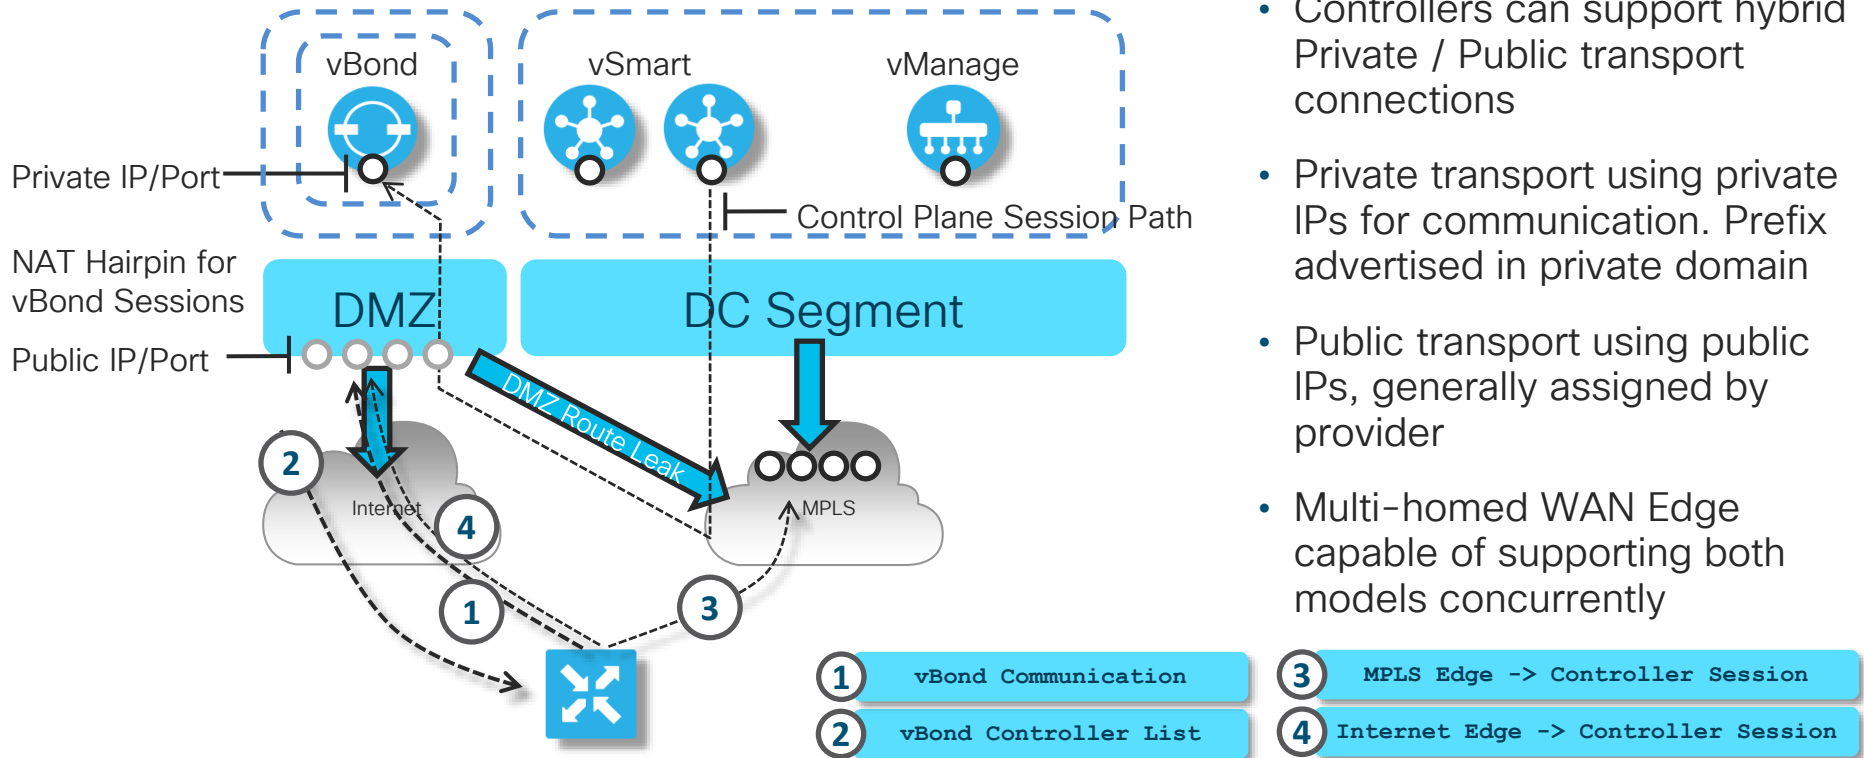 vBond
vSmart
vManage
Private IP/Port
Control Plane Session Path
NAT Hairpin for
vBond Sessions
DMZ
DC Segment
Public IP/Port
DMZ Route Leak
2
Internet
4
MPLS
1
3
• Controllers can support hybrid
Private / Public transport
connections
• Private transport using private
IPs for communication. Prefix
advertised in private domain
• Public transport using public
IPs, generally assigned by
provider
• Multi-homed WAN Edge
capable of supporting both
models concurrently
1 vBond Communication
2 vBond Controller List
3 MPLS Edge -> Controller Session
4 Internet Edge -> Controller Session